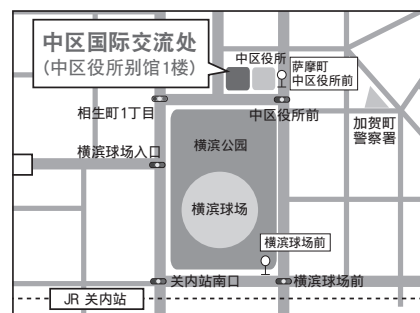 中区国际交流处
(中区役所别馆1楼)
中区役所
萨摩町
中区役所前
相生町1丁目
中区役所前
加贺町
警察署
横滨球场入口
横滨公园
横滨球场
横滨球场前
关内站南口
横滨球场前
JR 关内站